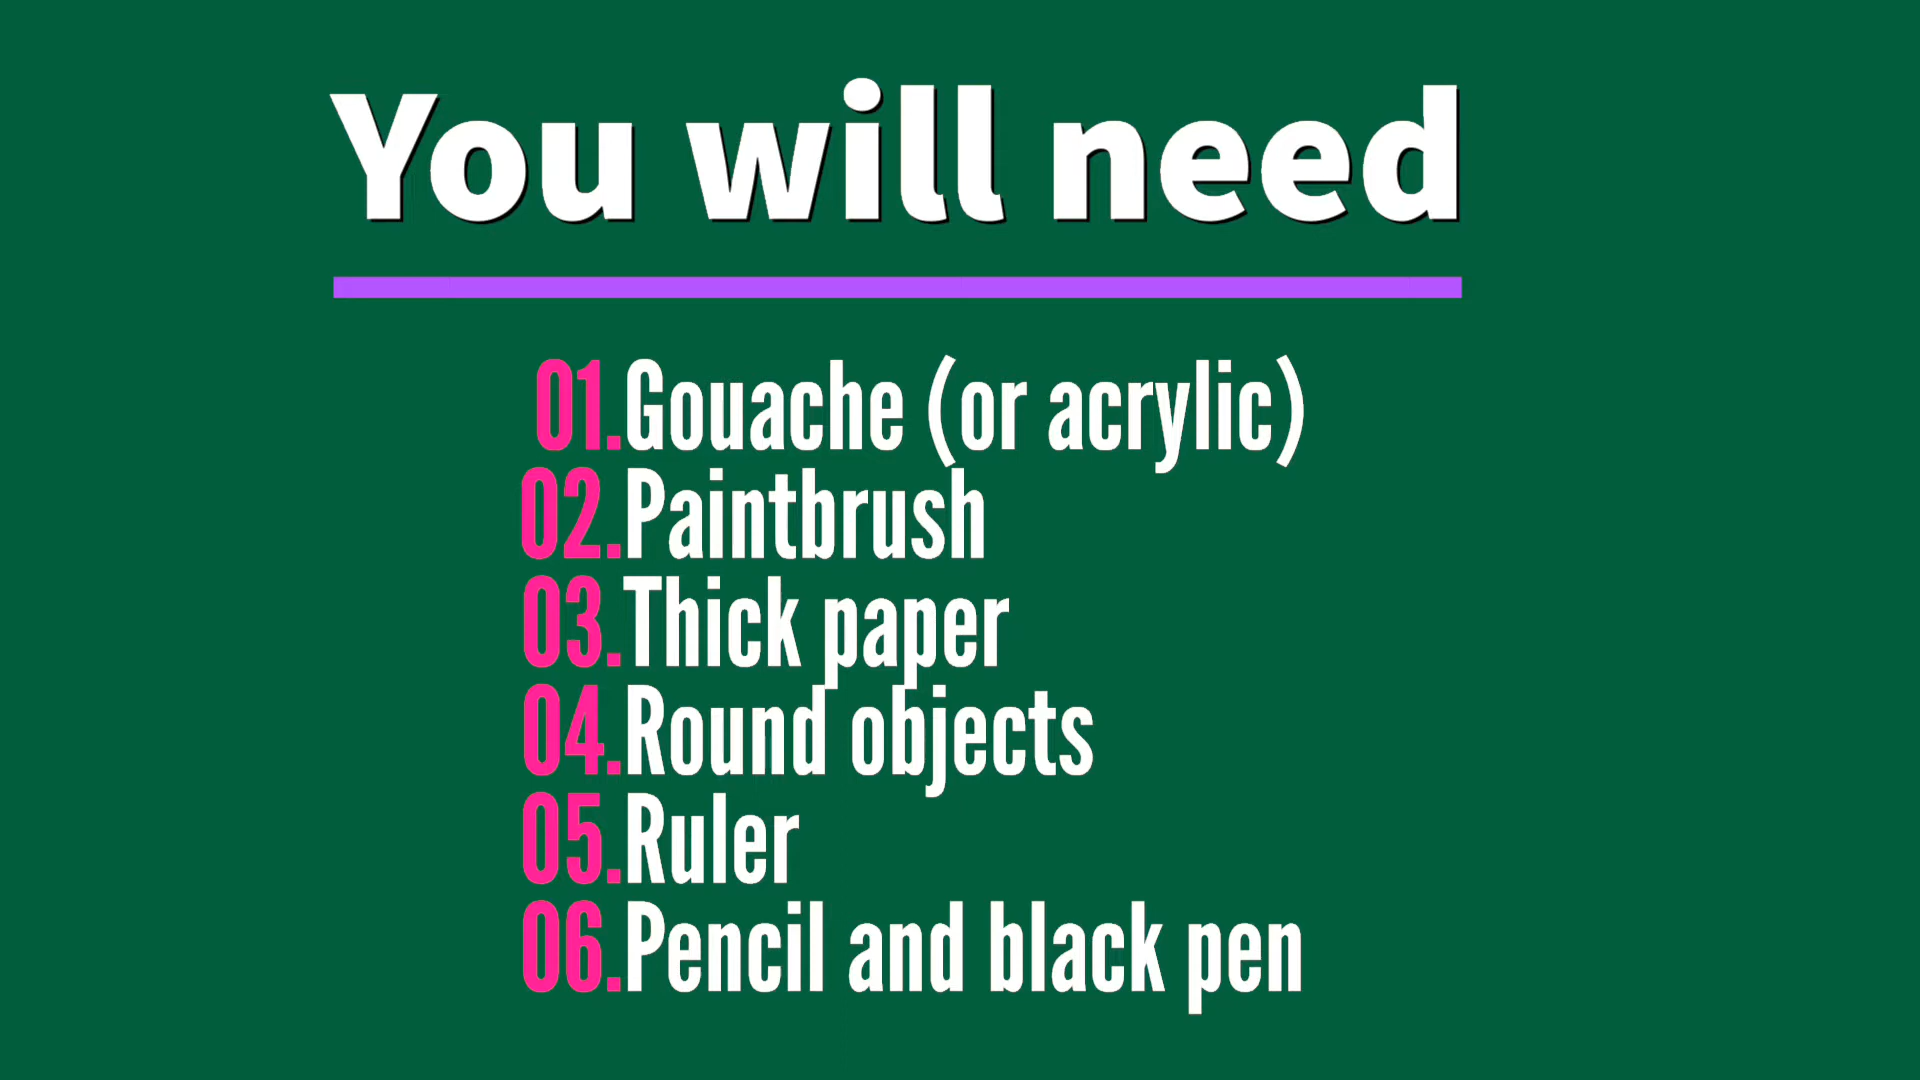 You will need
01.Gouache (or acrylic)
02.Paintbrush
03.Thick paper
04.Round objects
05.Ruler
06.Pencil and black pen